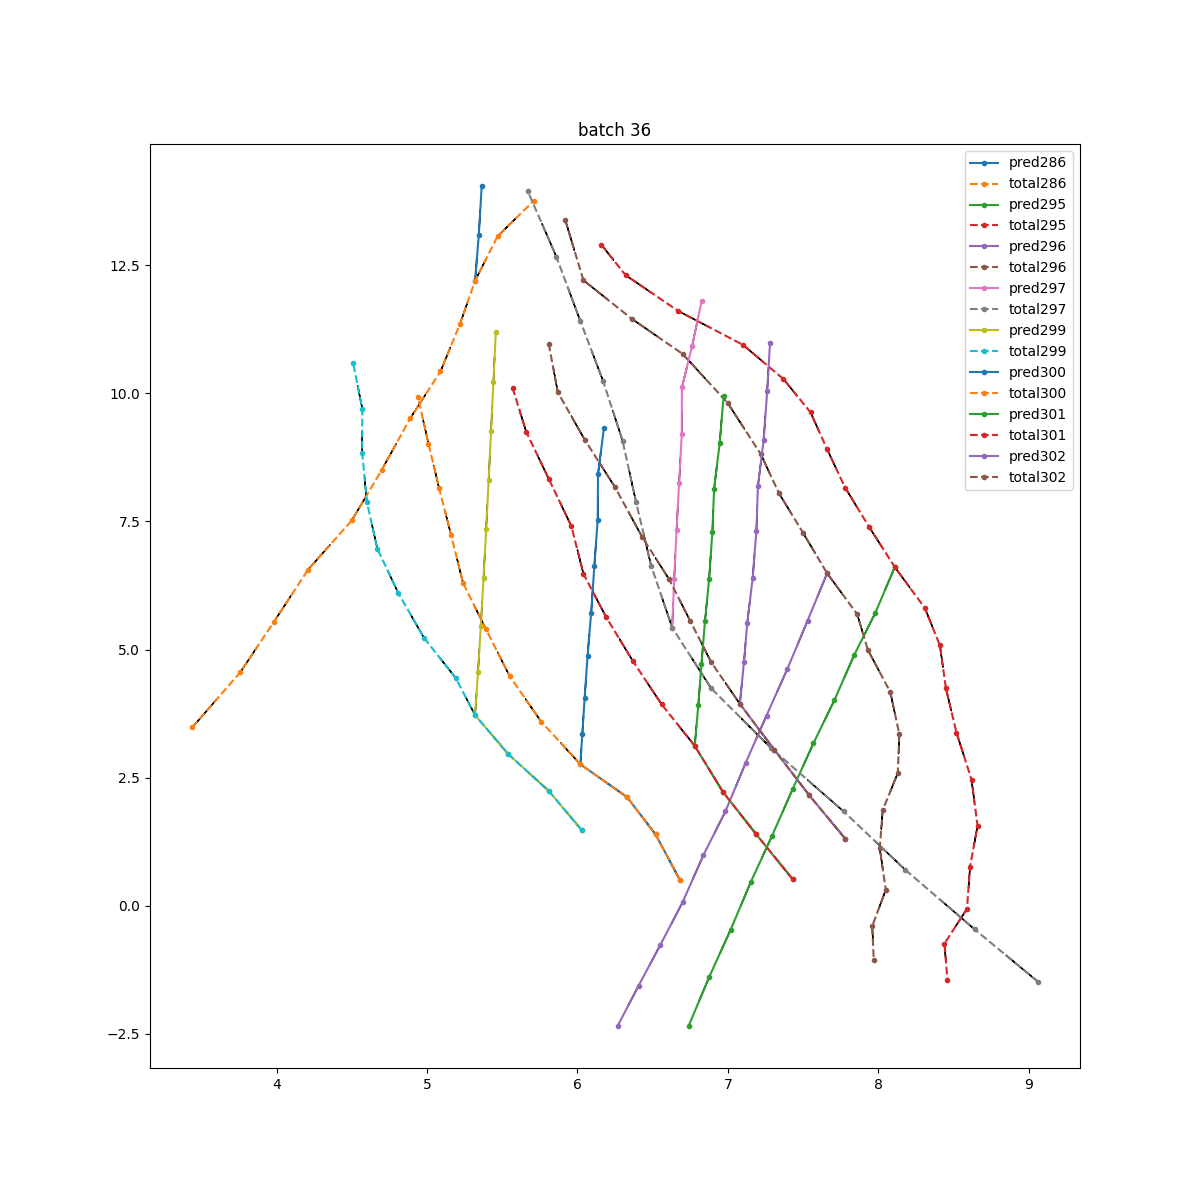 batch 36
pred286
total286
pred295
total295
pred296
total296
pred297
total297
pred299
total299
pred300
total300
pred301
total301
pred302
total302
12.5
10.0
7.5
5.0
2.5
0.0
−2.5
4 5 6 7 8 9